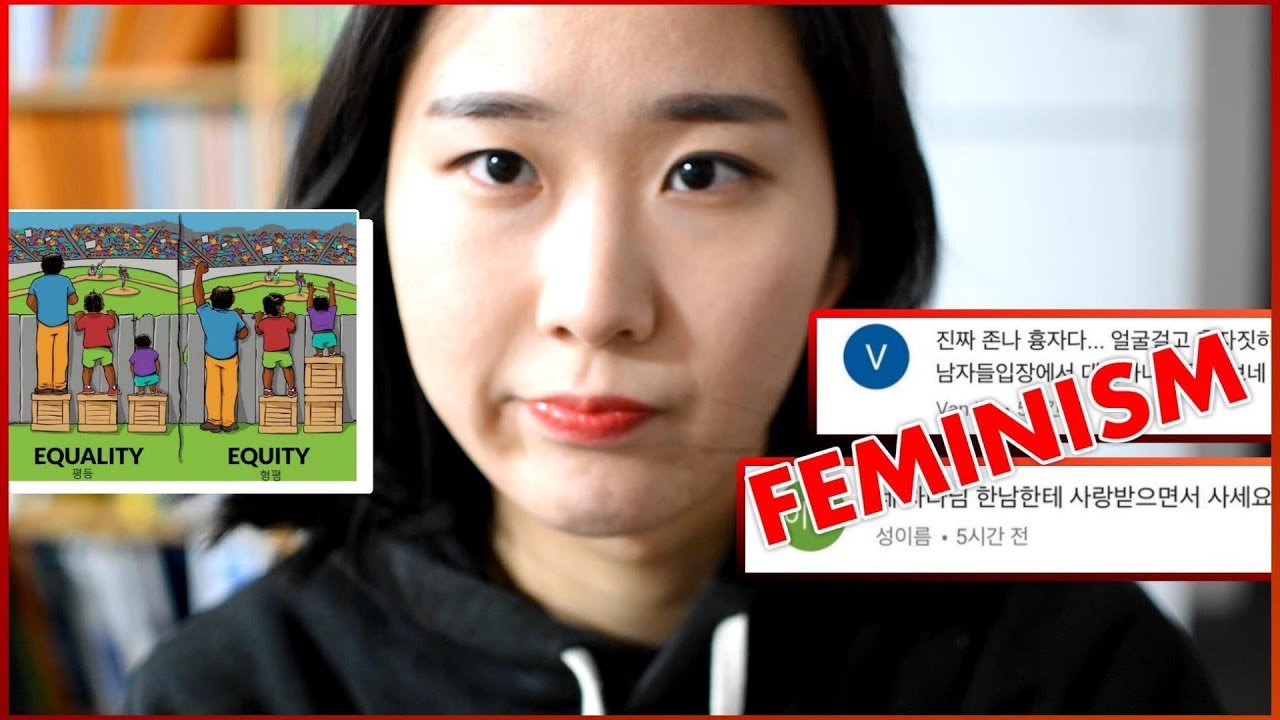 EQUALITY
평등
EQUITY
형평
V
진짜 존나 흉자다... 얼굴걸고
남자들입장에서
FEMINISM
한남한테 사랑받으면서 사세요
성이름 • 5시간 전